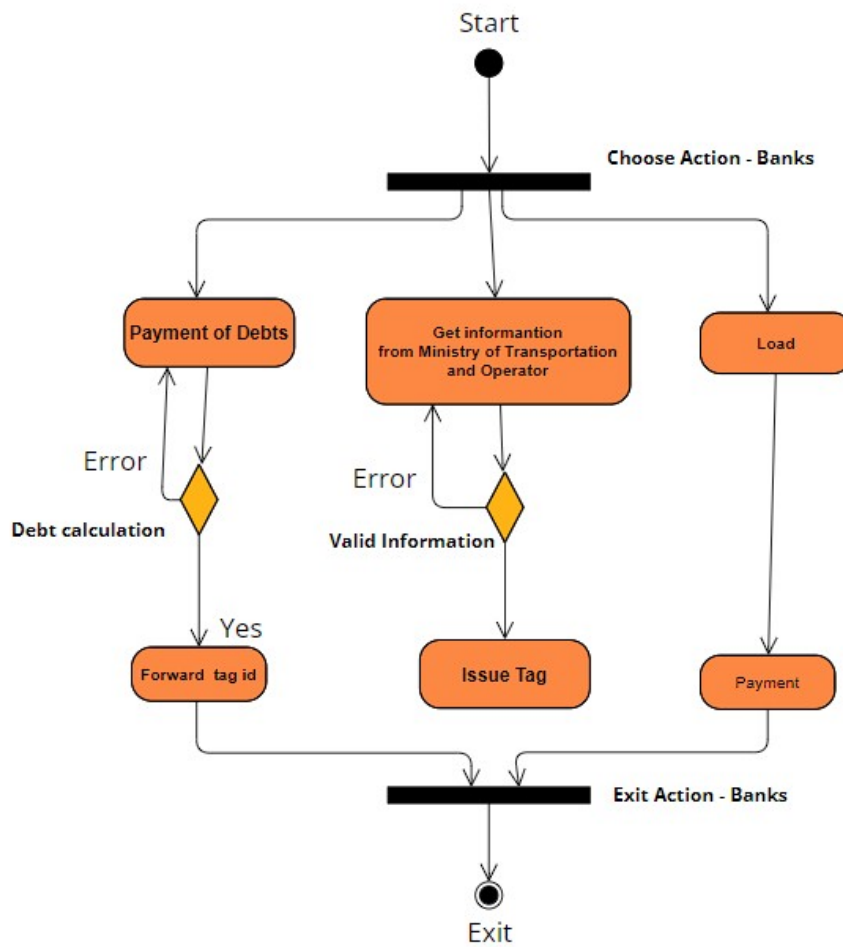 Start
Choose Action - Banks
Payment of Debts
Get informantion
from Ministry of Transportation
and Operator
Load
Error
Error
Debt calculation
Valid Information
Yes
Forward tag id
Issue Tag
Payment
Exit Action - Banks
Exit